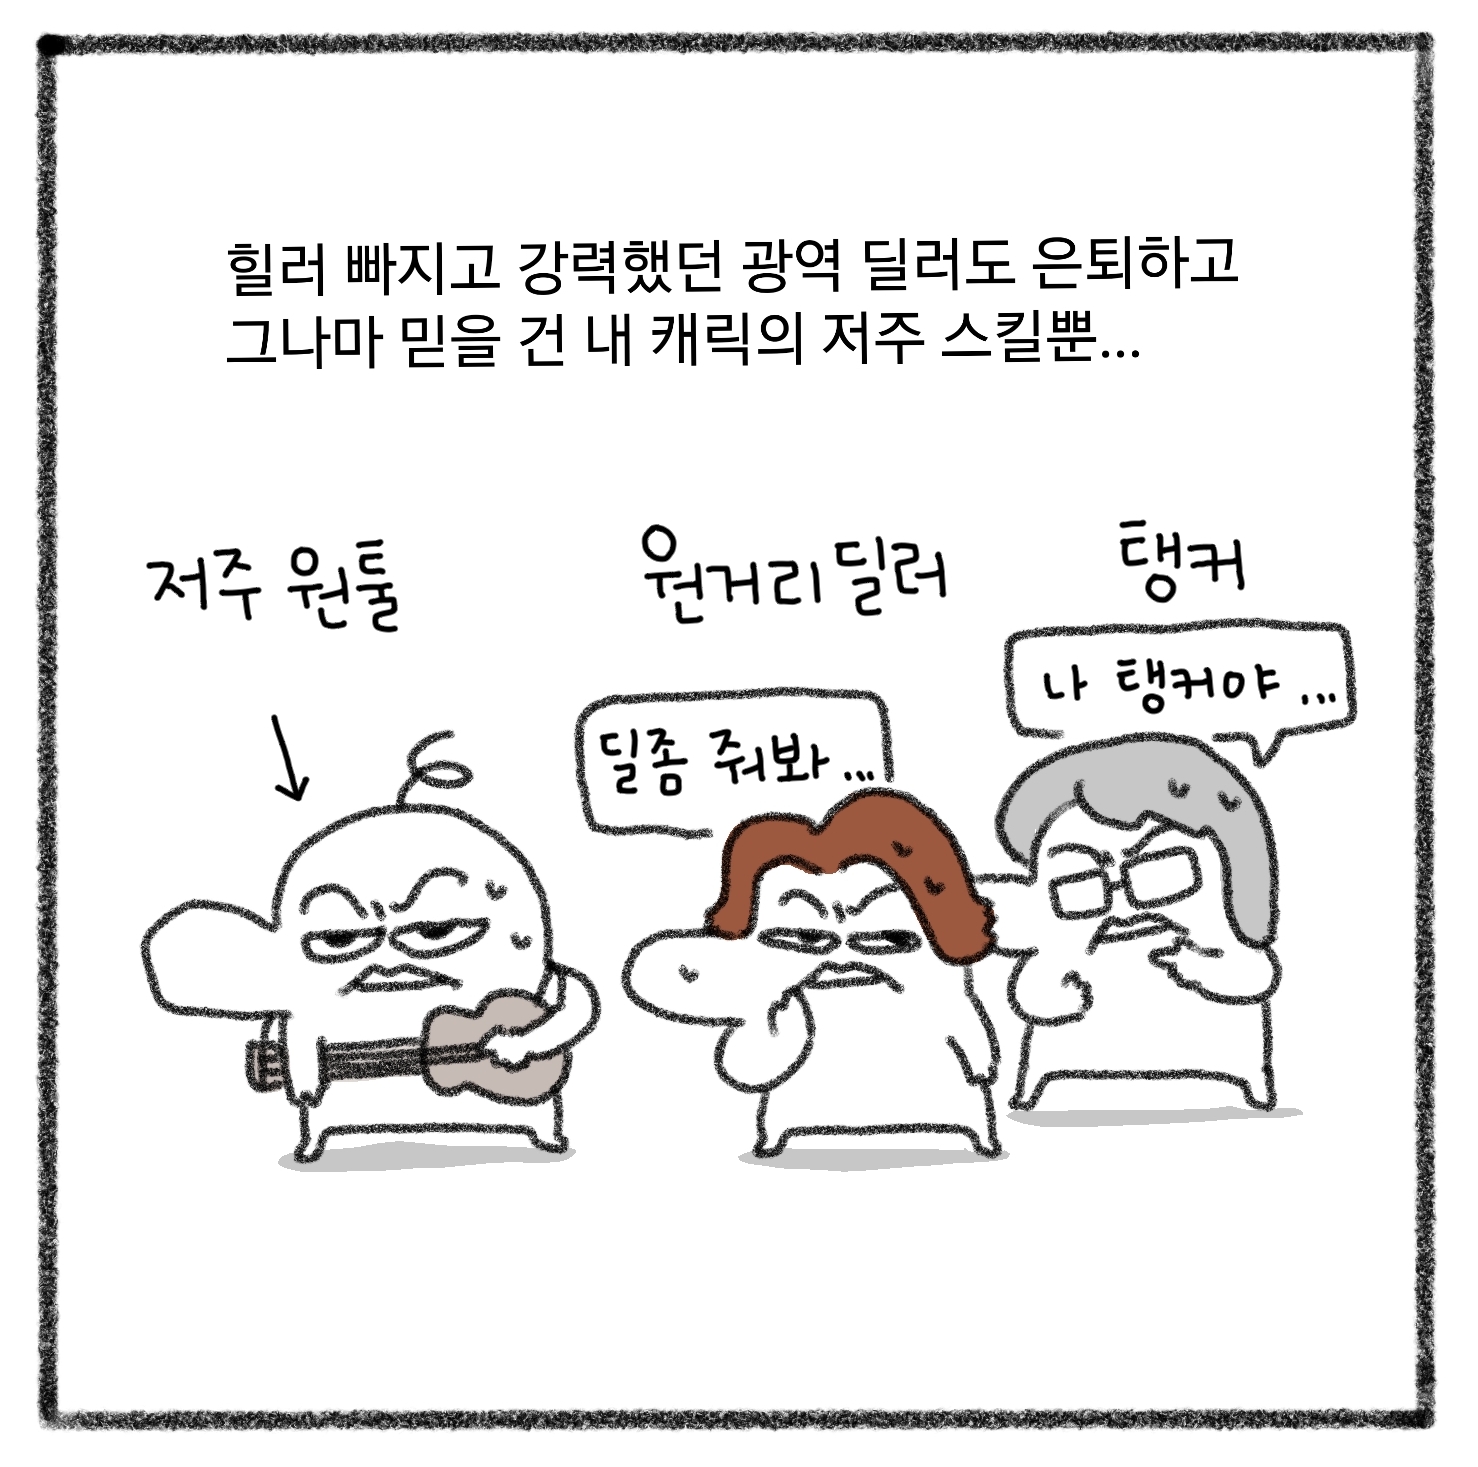 힐러 빠지고 강력했던 광역 딜러도 은퇴하고
그나마 믿을 건 내 캐릭의 저주 스킬뿐...
저주 원툴
원거리 딜러
탱커
딜좀 줘봐...
나 탱커야...